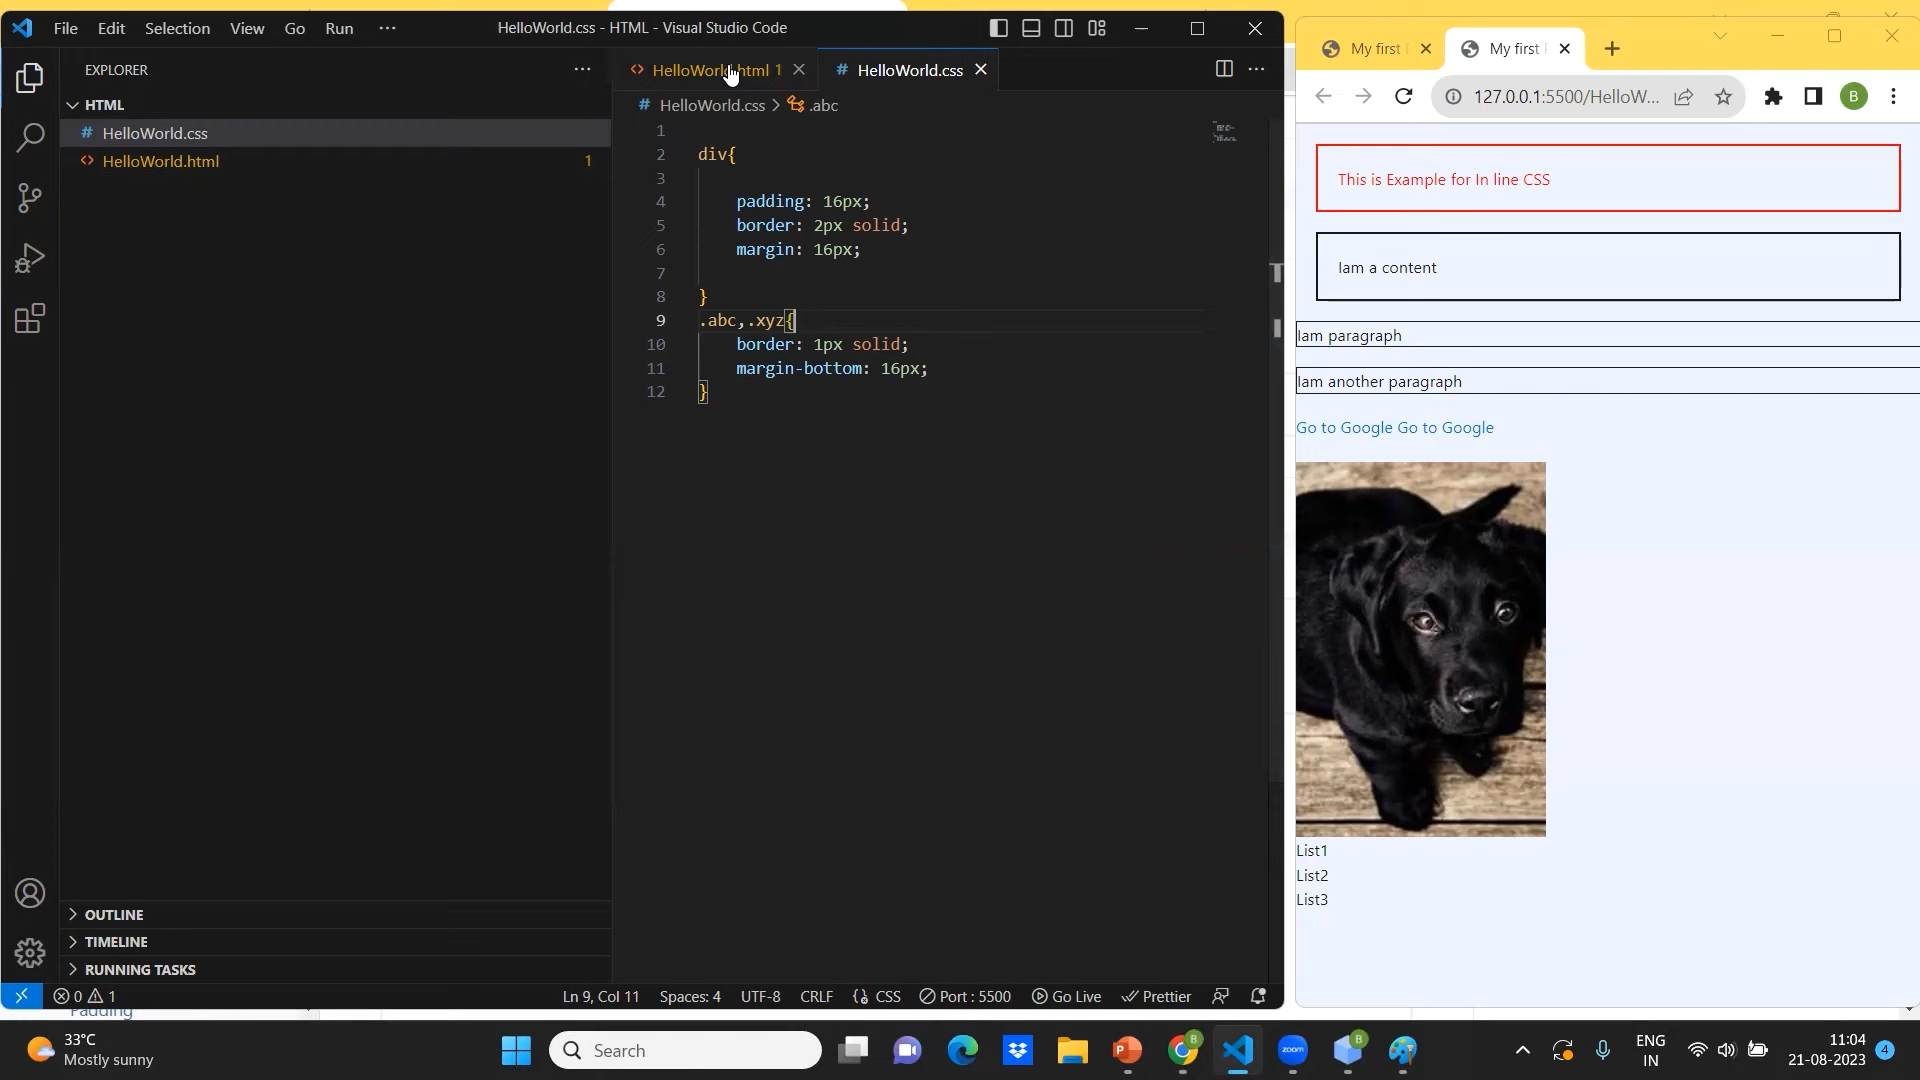 File Edit Selection View Go Run ··· HelloWorld.css - HTML - Visual Studio Code
EXPLORER ···
HTML
# HelloWorld.css
<> HelloWorld.html 1
OUTLINE
TIMELINE
RUNNING TASKS
<> HelloWorld.html 1
# HelloWorld.css
# HelloWorld.css > .abc
1
2 div{
3
4 padding: 16px;
5 border: 2px solid;
6 margin: 16px;
7
8 }
9 .abc,.xyz{
10 border: 1px solid;
11 margin-bottom: 16px;
12 }
0 1 Ln 9, Col 11 Spaces: 4 UTF-8 CRLF {} CSS Port : 5500 Go Live Prettier
Padding
My first
My first
127.0.0.1:5500/HelloW... B
This is Example for In line CSS
Iam a content
Iam paragraph
Iam another paragraph
Go to Google Go to Google
List1
List2
List3
33°C
Mostly sunny
Search
zoom
ENG
IN
11:04
21-08-2023 4